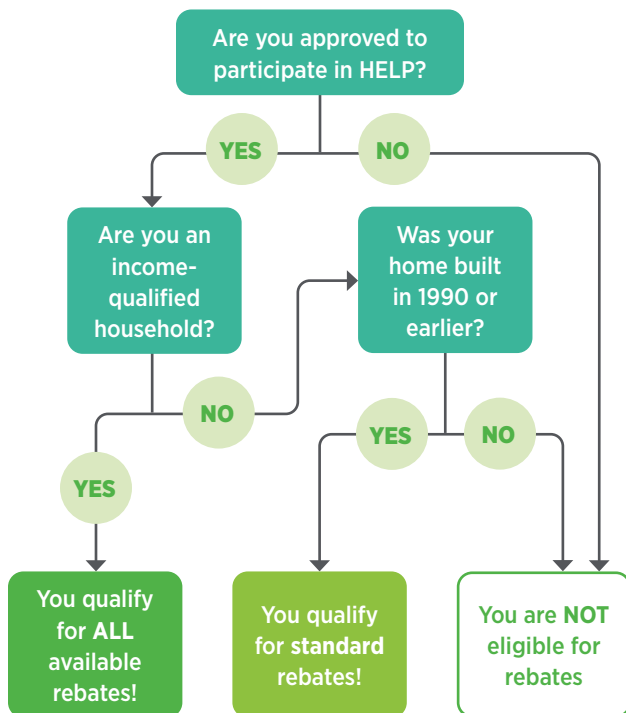 Are you approved to
participate in HELP?
YES
NO
Are you an
income-
qualified
household?
Was your
home built
in 1990 or
earlier?
NO
YES
NO
YES
You qualify
for ALL
available
rebates!
You qualify
for standard
rebates!
You are NOT
eligible for
rebates